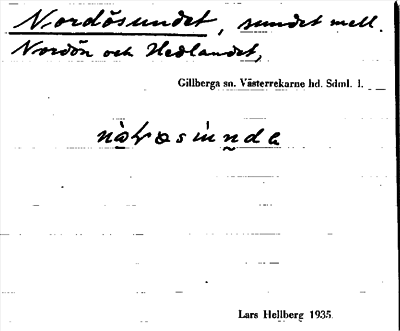 Nordösundet, sundet mell.
Nordön och Hedlandet,
Gillberga sn. Västerrekarne hd. Sdml. l.
Lars Hellberg 1935.